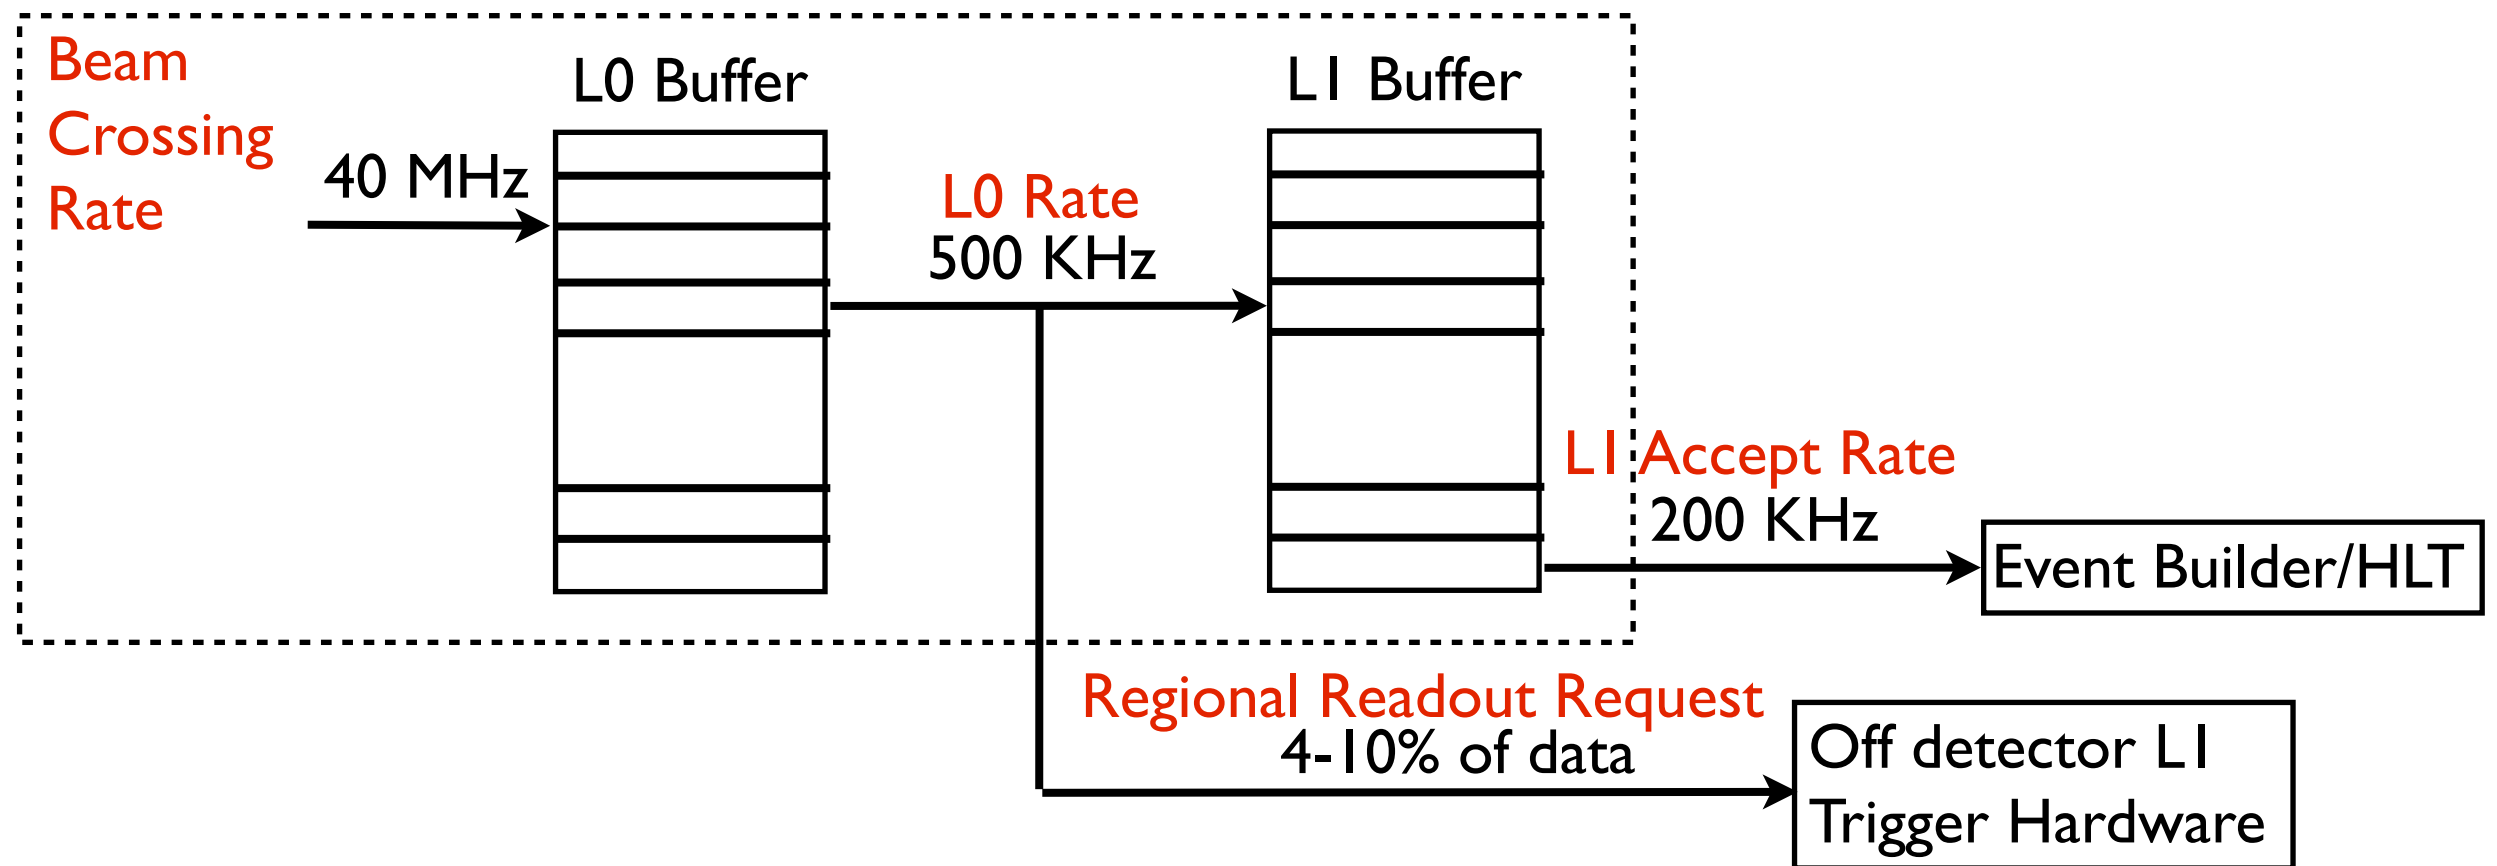 Beam
Crossing
Rate
40 MHz
L0 Buffer
L0 Rate
500 KHz
L1 Buffer
L1 Accept Rate
200 KHz
Event Builder/HLT
Regional Readout Request
4-10% of data
Off detector L1
Trigger Hardware